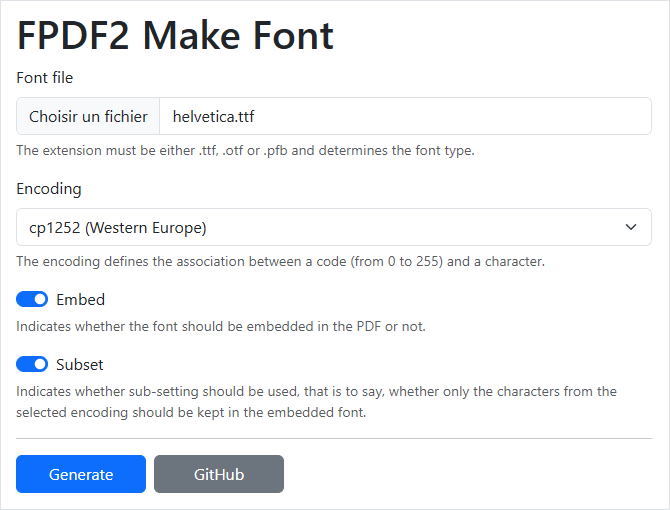 FPDF2 Make Font
Font file
Choisir un fichier helvetica.ttf
The extension must be either .ttf, .otf or .pfb and determines the font type.
Encoding
cp1252 (Western Europe)
The encoding defines the association between a code (from 0 to 255) and a character.
Embed
Indicates whether the font should be embedded in the PDF or not.
Subset
Indicates whether sub-setting should be used, that is to say, whether only the characters from the
selected encoding should be kept in the embedded font.
Generate GitHub